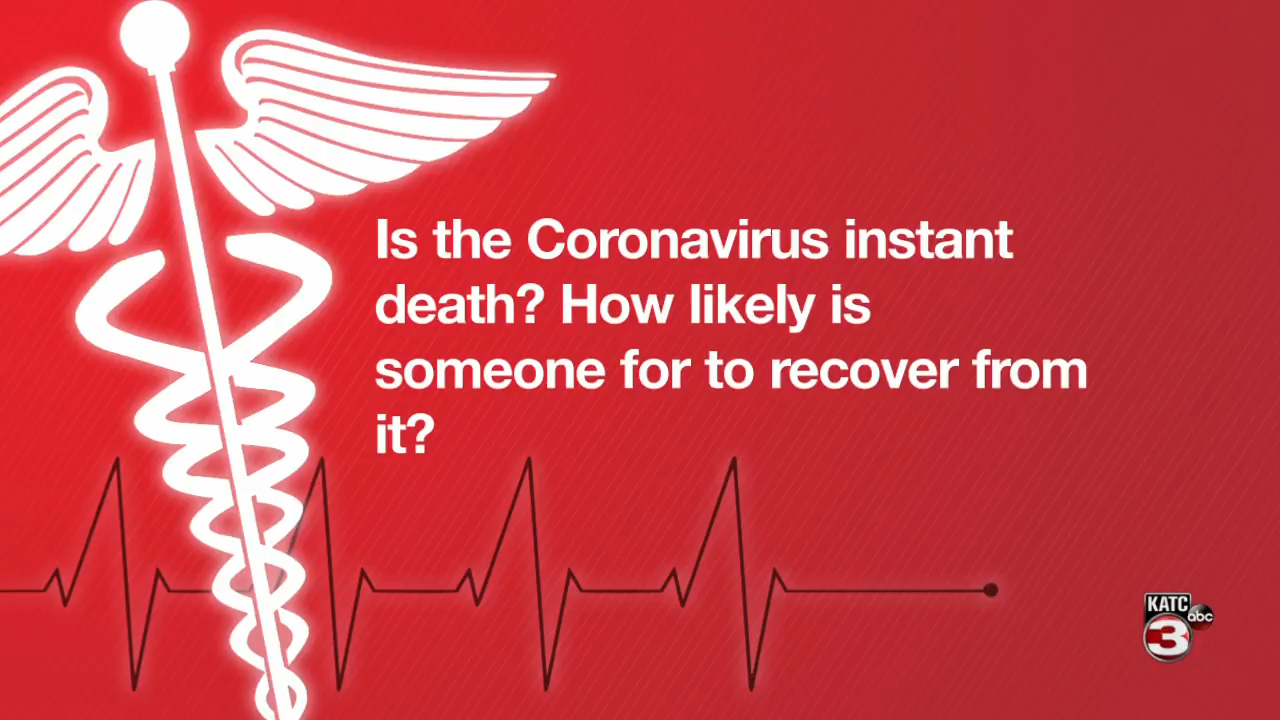 Is the Coronavirus instant
death? How likely is
someone for to recover from
it?
KATC
abc
3